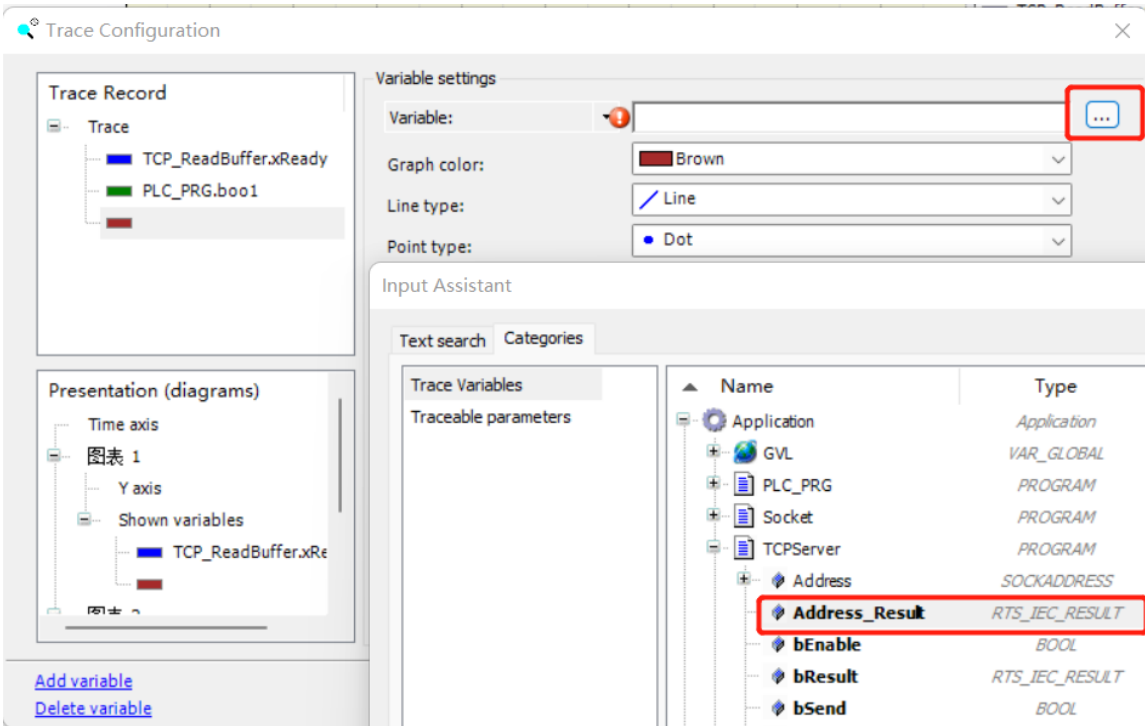 Trace Configuration
Trace Record
Trace
TCP_ReadBuffer.xReady
PLC_PRG.boo1
Variable settings
Variable:
...
Graph color:
Brown
Line type:
Line
Point type:
Dot
Presentation (diagrams)
Time axis
图表 1
Y axis
Shown variables
TCP_ReadBuffer.xRe
Add variable
Delete variable
Input Assistant
Text search
Categories
Trace Variables
Traceable parameters
Name Type
Application Application
GVL VAR_GLOBAL
PLC_PRG PROGRAM
Socket PROGRAM
TCPServer PROGRAM
Address SOCKADDRESS
Address_Result RTS_IEC_RESULT
bEnable BOOL
bResult RTS_IEC_RESULT
bSend BOOL